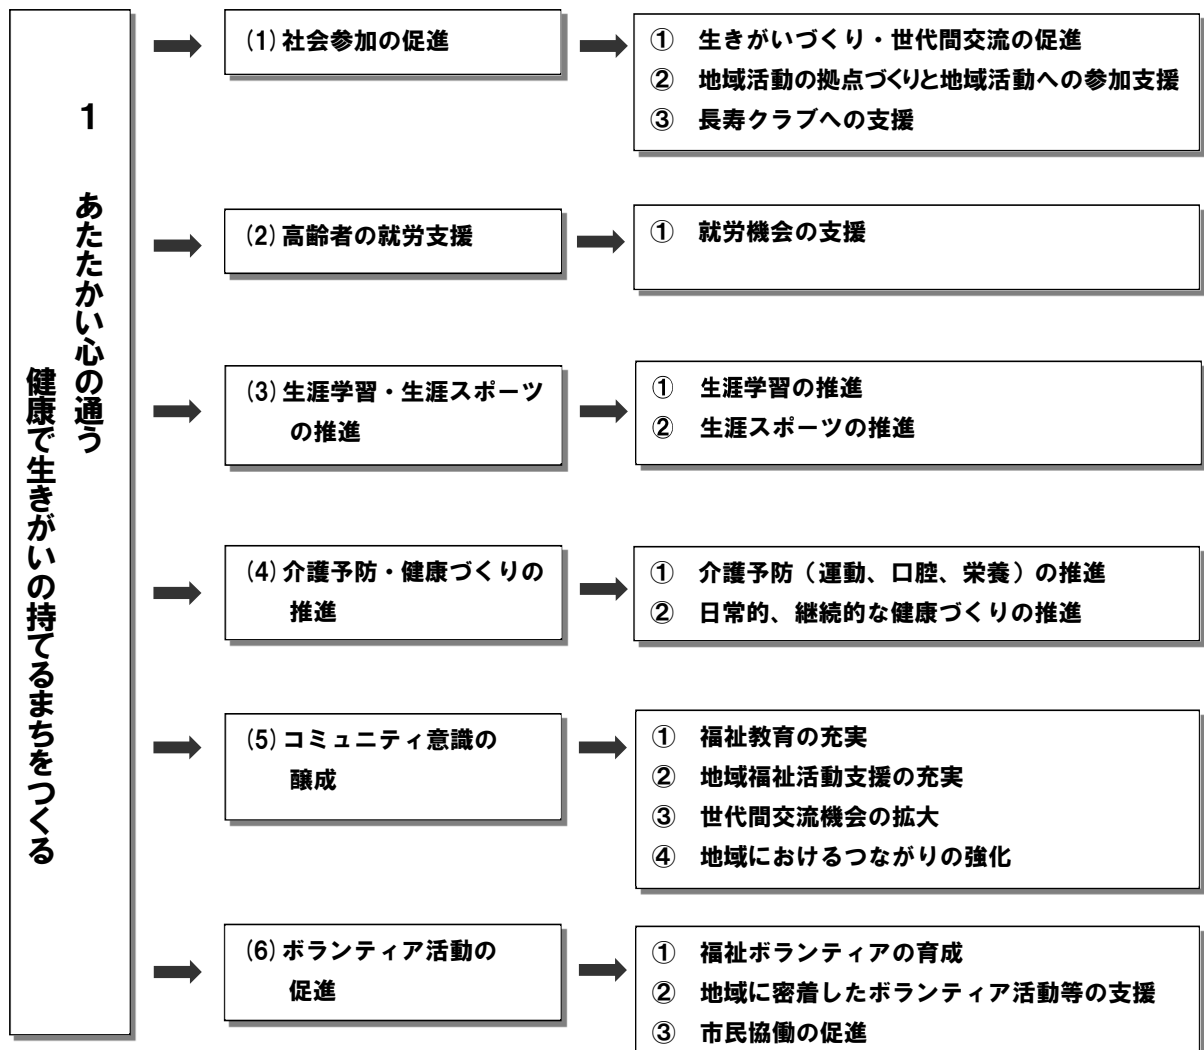 1
あたたかい心の通う
健康で生きがいの持てるまちをつくる
(1)社会参加の促進
① 生きがいづくり・世代間交流の促進
② 地域活動の拠点づくりと地域活動への参加支援
③ 長寿クラブへの支援
(2)高齢者の就労支援
① 就労機会の支援
(3)生涯学習・生涯スポーツ
の推進
① 生涯学習の推進
② 生涯スポーツの推進
(4)介護予防・健康づくりの
推進
① 介護予防（運動、口腔、栄養）の推進
② 日常的、継続的な健康づくりの推進
(5)コミュニティ意識の
醸成
① 福祉教育の充実
② 地域福祉活動支援の充実
③ 世代間交流機会の拡大
④ 地域におけるつながりの強化
(6)ボランティア活動の
促進
① 福祉ボランティアの育成
② 地域に密着したボランティア活動等の支援
③ 市民協働の促進